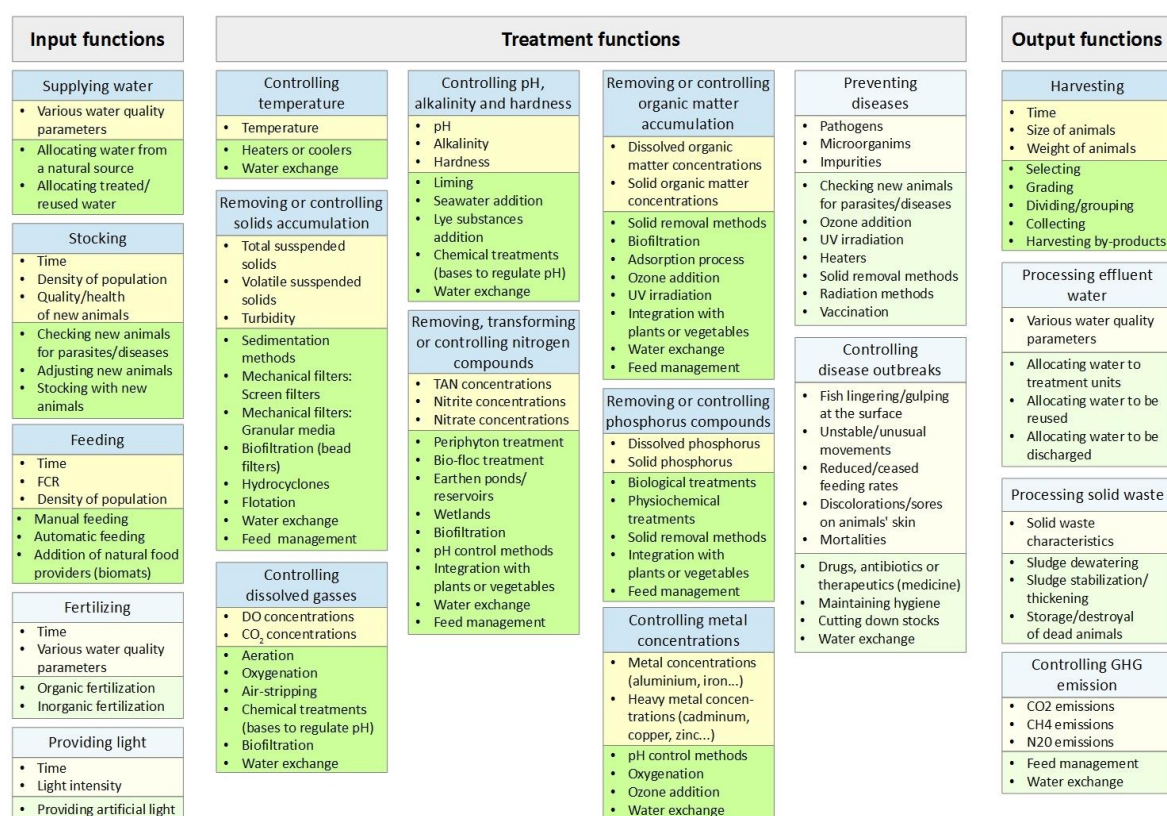 Input functions
Supplying water
• Various water quality
parameters
• Allocating water from
a natural source
• Allocating treated/
reused water
Stocking
• Time
• Density of population
• Quality/health
of new animals
• Checking new animals
for parasites/diseases
• Adjusting new animals
• Stocking with new
animals
Feeding
• Time
• FCR
• Density of population
• Manual feeding
• Automatic feeding
• Addition of natural food
providers (biomats)
Fertilizing
• Time
• Various water quality
parameters
• Organic fertilization
• Inorganic fertilization
Providing light
• Time
• Light intensity
• Providing artificial light
Treatment functions
Controlling
temperature
• Temperature
• Heaters or coolers
• Water exchange
Removing or controlling
solids accumulation
• Total suspended
solids
• Volatile suspended
solids
• Turbidity
• Sedimentation
methods
• Mechanical filters:
Screen filters
• Mechanical filters:
Granular media
• Biofiltration (bead
filters)
• Hydrocyclones
• Flotation
• Water exchange
• Feed management
Controlling
dissolved gasses
• DO concentrations
• CO2 concentrations
• Aeration
• Oxygenation
• Air-stripping
• Chemical treatments
(bases to regulate pH)
• Biofiltration
• Water exchange
Controlling pH,
alkalinity and hardness
• pH
• Alkalinity
• Hardness
• Liming
• Seawater addition
• Lye substances
addition
• Chemical treatments
(bases to regulate pH)
• Water exchange
Removing, transforming
or controlling nitrogen
compounds
• TAN concentrations
• Nitrite concentrations
• Nitrate concentrations
• Periphyton treatment
• Bio-floc treatment
• Earthen ponds/
reservoirs
• Wetlands
• Biofiltration
• pH control methods
• Integration with
plants or vegetables
• Water exchange
• Feed management
Removing or controlling
organic matter
accumulation
• Dissolved organic
matter concentrations
• Solid organic matter
concentrations
• Solid removal methods
• Biofiltration
• Adsorption process
• Ozone addition
• UV irradiation
• Integration with
plants or vegetables
• Water exchange
• Feed management
Removing or controlling
phosphorus compounds
• Dissolved phosphorus
• Solid phosphorus
• Biological treatments
• Physiochemical
treatments
• Solid removal methods
• Integration with
plants or vegetables
• Feed management
Controlling metal
concentrations
• Metal concentrations
(aluminium, iron...)
• Heavy metal concen-
trations (cadminum,
copper, zinc...)
• pH control methods
• Oxygenation
• Ozone addition
• Water exchange
Preventing
diseases
• Pathogens
• Microorganims
• Impurities
• Checking new animals
for parasites/diseases
• Ozone addition
• UV irradiation
• Heaters
• Solid removal methods
• Radiation methods
• Vaccination
Controlling
disease outbreaks
• Fish lingering/gulping
at the surface
• Unstable/unusual
movements
• Reduced/ceased
feeding rates
• Discolorations/sores
on animals' skin
• Mortalities
• Drugs, antibiotics or
therapeutics (medicine)
• Maintaining hygiene
• Cutting down stocks
• Water exchange
Output functions
Harvesting
• Time
• Size of animals
• Weight of animals
• Selecting
• Grading
• Dividing/grouping
• Collecting
• Harvesting by-products
Processing effluent
water
• Various water quality
parameters
• Allocating water to
treatment units
• Allocating water to be
reused
• Allocating water to be
discharged
Processing solid waste
• Solid waste
characteristics
• Sludge dewatering
• Sludge stabilization/
thickening
• Storage/destroyal
of dead animals
Controlling GHG
emission
• CO2 emissions
• CH4 emissions
• N20 emissions
• Feed management
• Water exchange